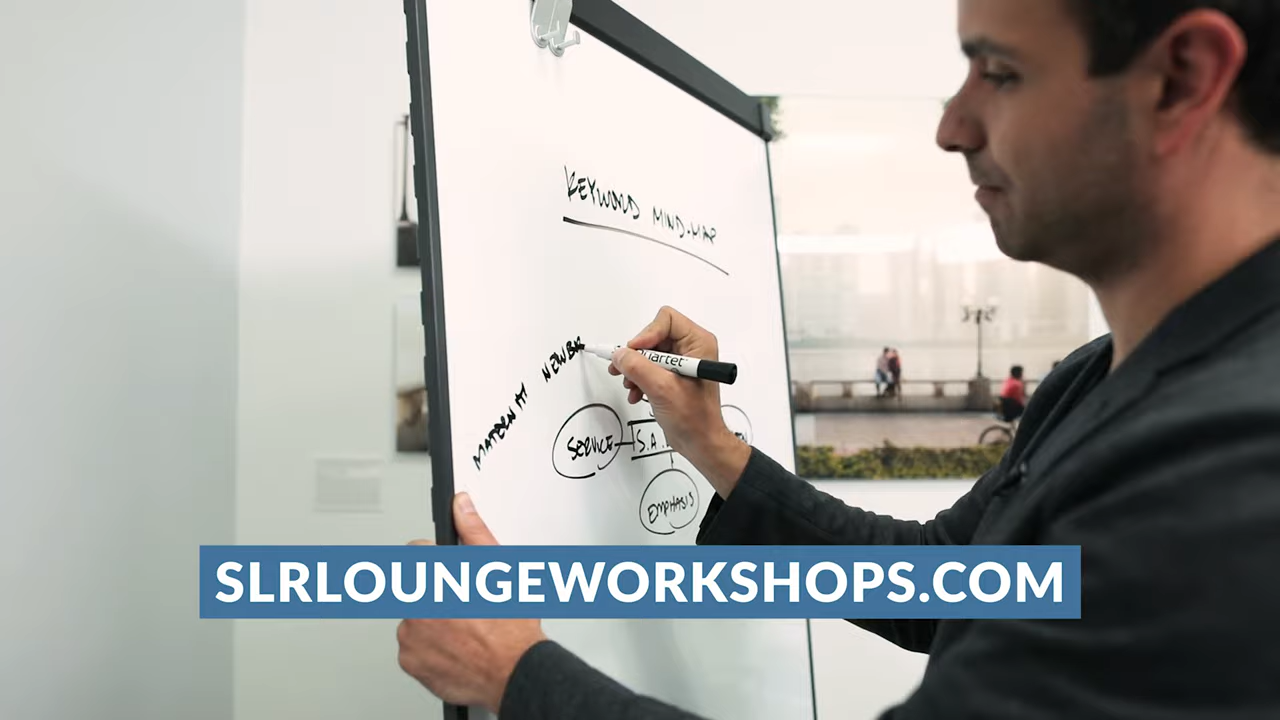 KEYWORD MIND-MAP
MATERNITY NEWBO
Quartet
SERVICE
S.A.
EMPHASIS
SLRLOUNGEWORKSHOPS.COM